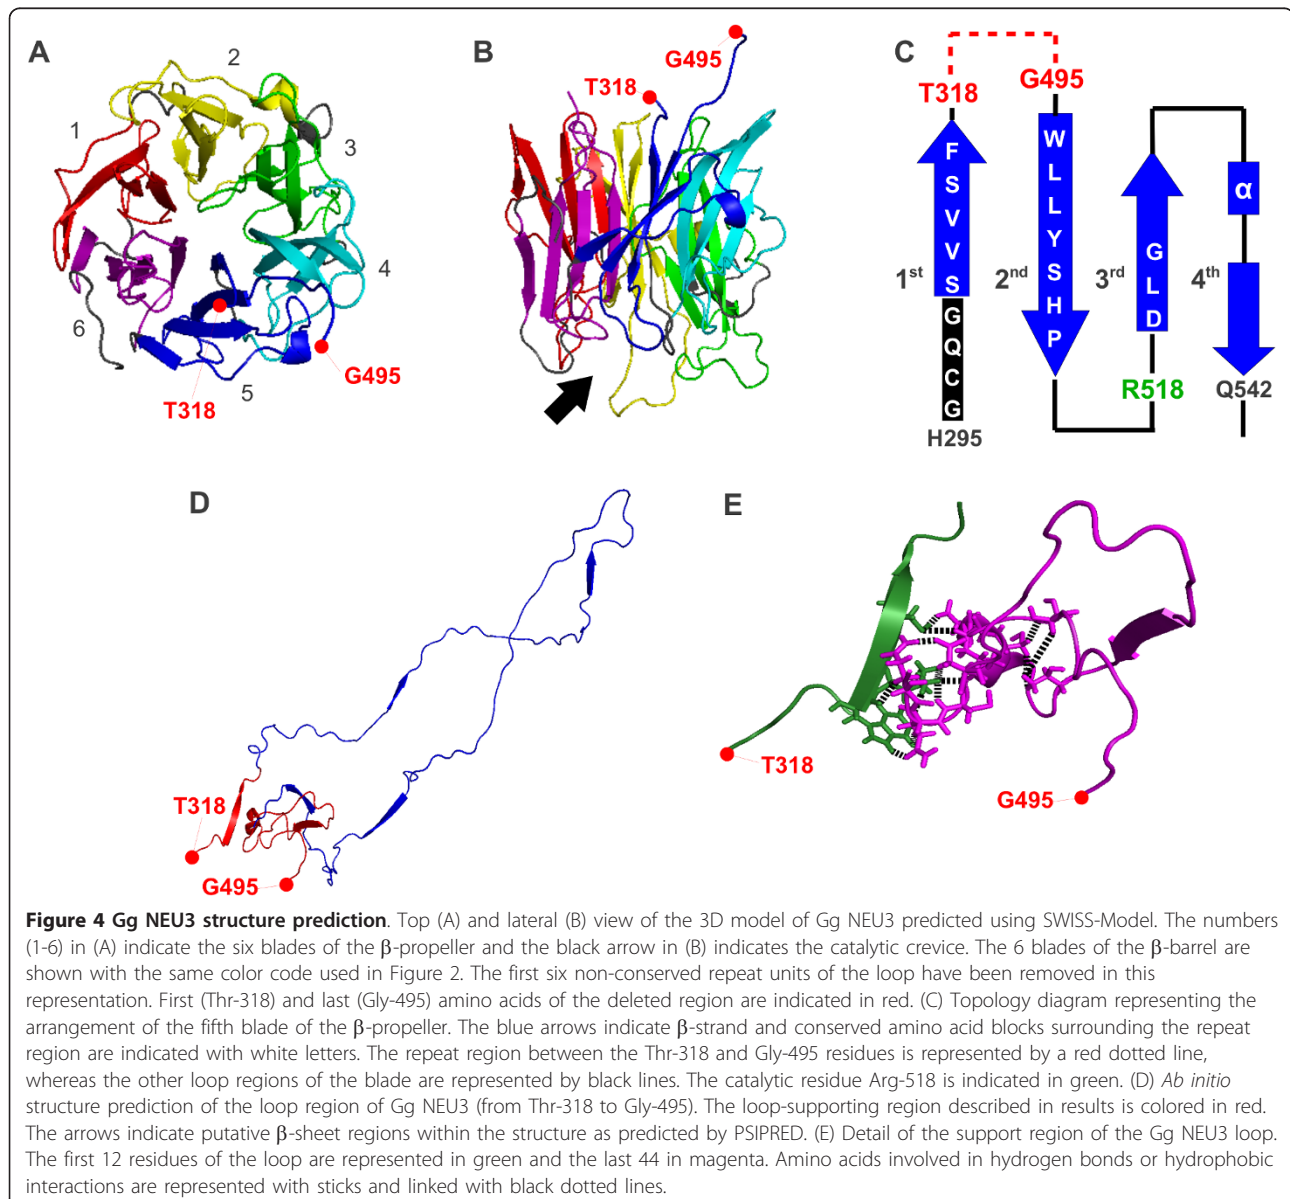 A
2
1
3
4
6
5
T318
G495
B
G495
T318
C
T318
G495
F
S
V
V
S
G
Q
C
G
H295
1st
W
L
L
Y
S
H
P
2nd
G
L
D
3rd
R518
α
4th
Q542
D
T318
G495
E
T318
G495
Figure 4 Gg NEU3 structure prediction. Top (A) and lateral (B) view of the 3D model of Gg NEU3 predicted using SWISS-Model. The numbers
(1-6) in (A) indicate the six blades of the β-propeller and the black arrow in (B) indicates the catalytic crevice. The 6 blades of the β-barrel are
shown with the same color code used in Figure 2. The first six non-conserved repeat units of the loop have been removed in this
representation. First (Thr-318) and last (Gly-495) amino acids of the deleted region are indicated in red. (C) Topology diagram representing the
arrangement of the fifth blade of the β-propeller. The blue arrows indicate β-strand and conserved amino acid blocks surrounding the repeat
region are indicated with white letters. The repeat region between the Thr-318 and Gly-495 residues is represented by a red dotted line,
whereas the other loop regions of the blade are represented by black lines. The catalytic residue Arg-518 is indicated in green. (D) Ab initio
structure prediction of the loop region of Gg NEU3 (from Thr-318 to Gly-495). The loop-supporting region described in results is colored in red.
The arrows indicate putative β-sheet regions within the structure as predicted by PSIPRED. (E) Detail of the support region of the Gg NEU3 loop.
The first 12 residues of the loop are represented in green and the last 44 in magenta. Amino acids involved in hydrogen bonds or hydrophobic
interactions are represented with sticks and linked with black dotted lines.